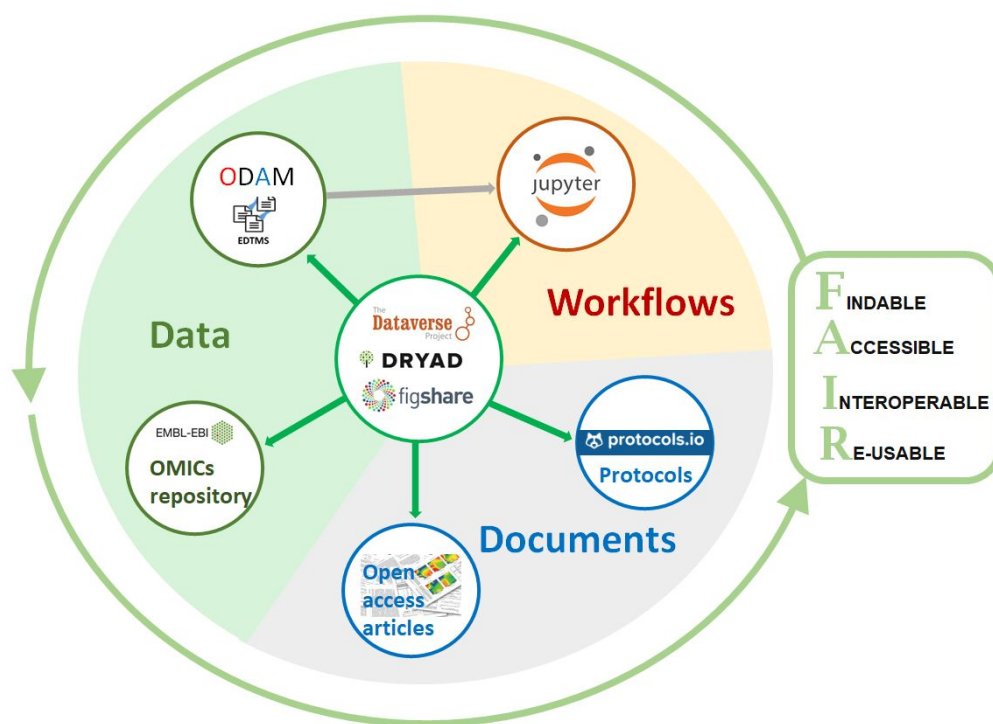 ODAM
EDTMS
jupyter
Workflows
Data
The
Dataverse
Project
DRYAD
figshare
EMBL-EBI
OMICs
repository
protocols.io
Protocols
Documents
Open
access
articles
FINDABLE
ACCESSIBLE
INTEROPERABLE
RE-USABLE